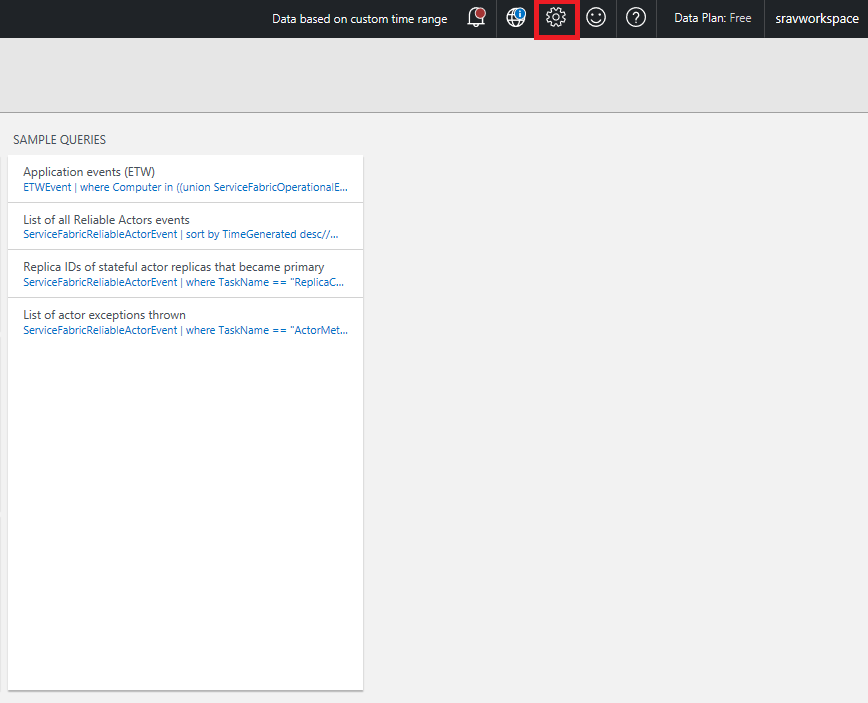 Data based on custom time range
Data Plan: Free
sravworkspace
SAMPLE QUERIES
Application events (ETW)
ETWEvent | where Computer in ((union ServiceFabricOperationalE...
List of all Reliable Actors events
ServiceFabricReliableActorEvent | sort by TimeGenerated desc//...
Replica IDs of stateful actor replicas that became primary
ServiceFabricReliableActorEvent | where TaskName == "ReplicaC...
List of actor exceptions thrown
ServiceFabricReliableActorEvent | where TaskName == "ActorMet...